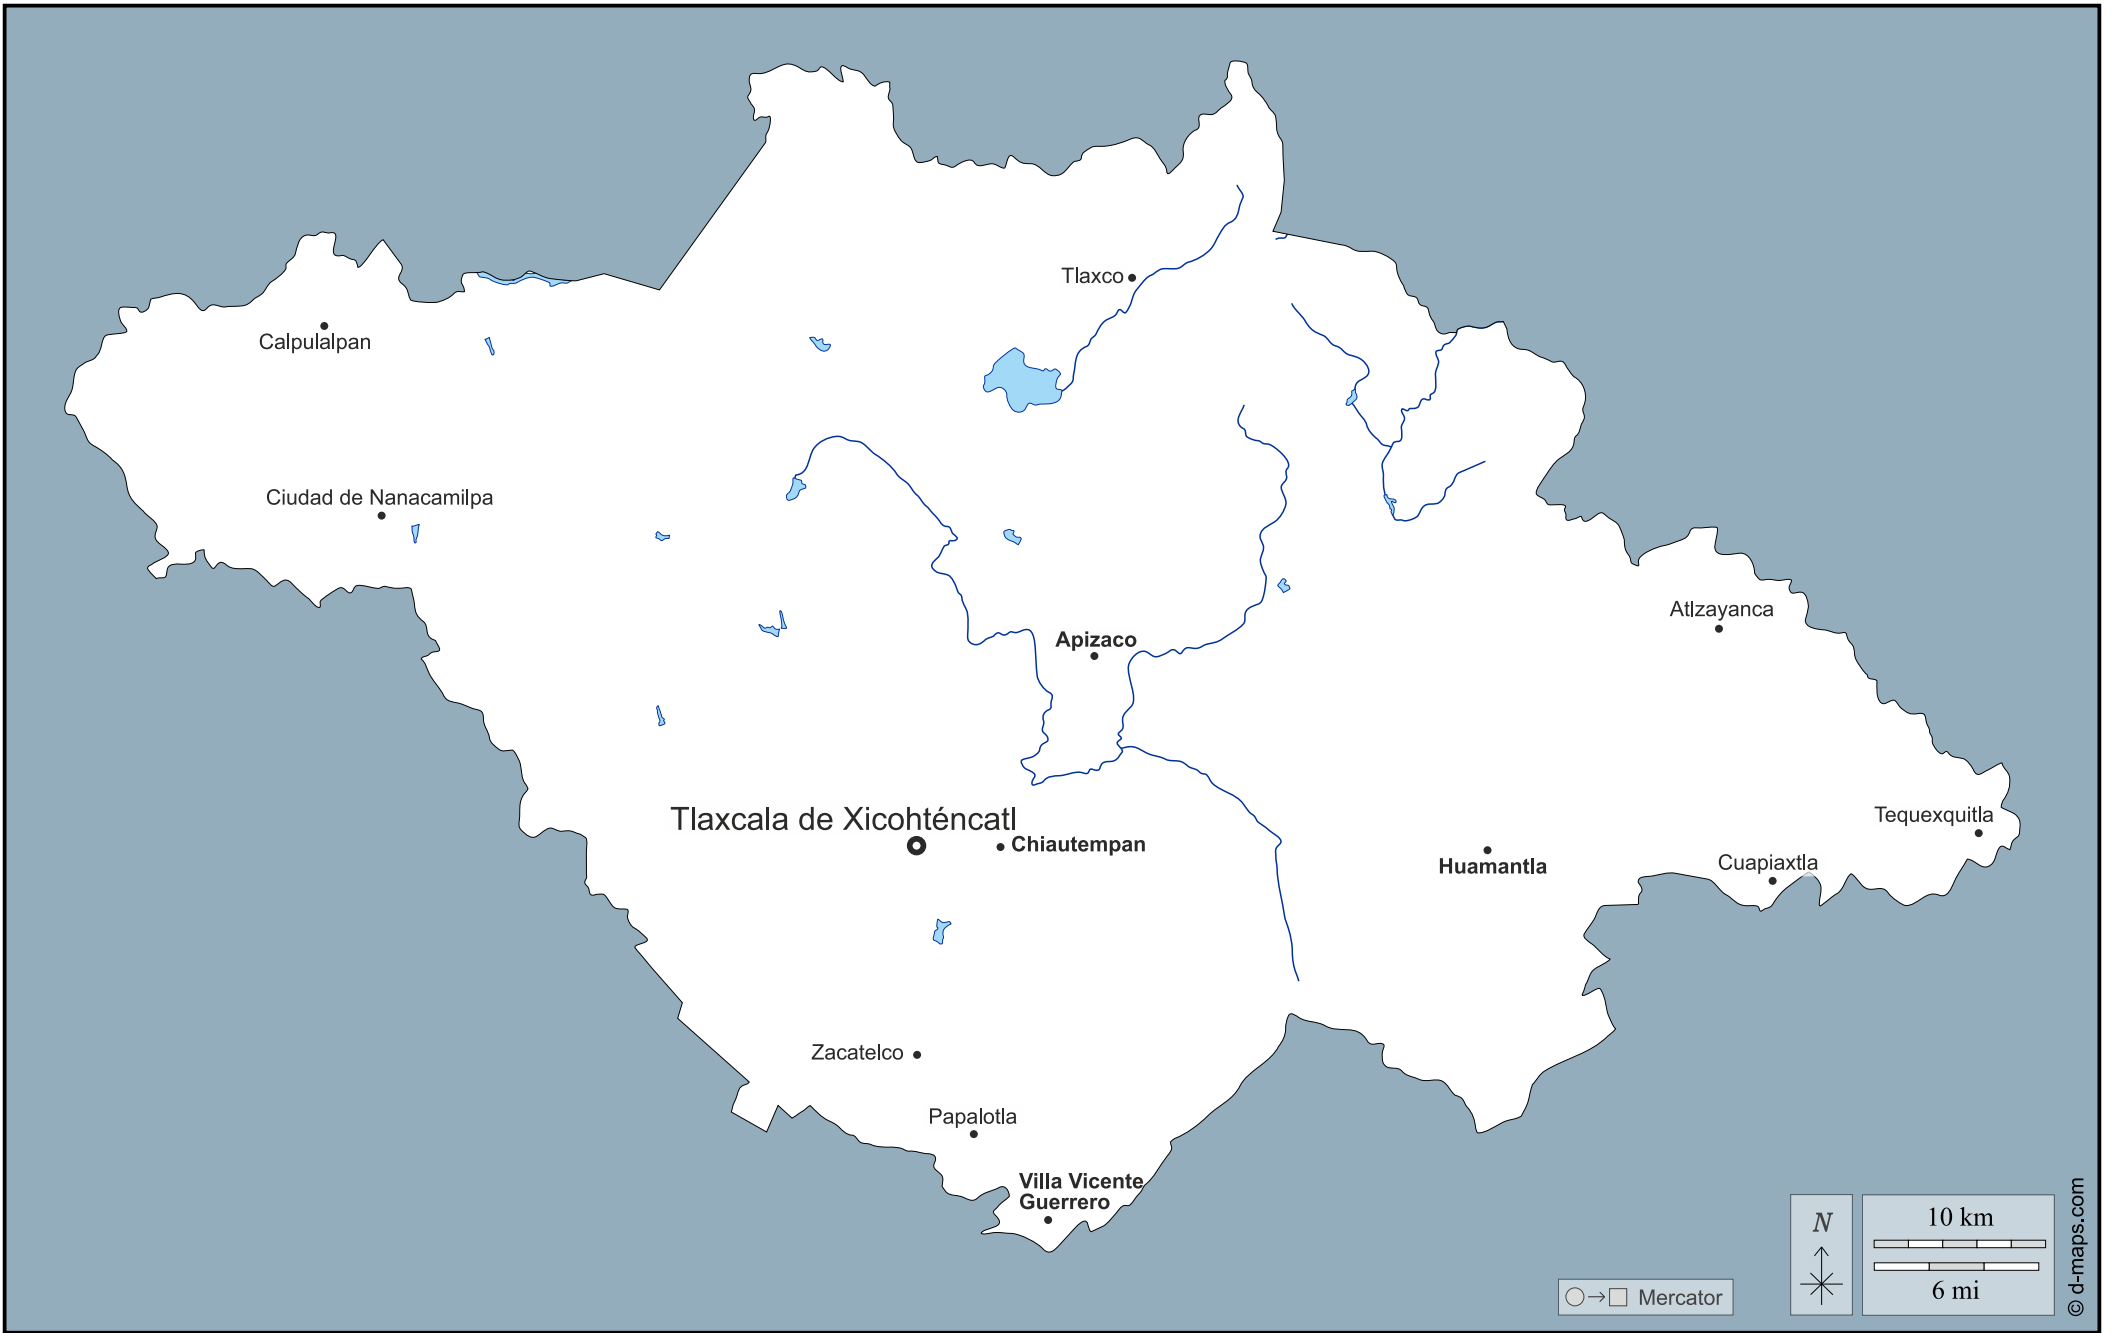 Tlaxco
Calpulalpan
Ciudad de Nanacamilpa
Atlzayanca
Apizaco
Tequexquitla
Tlaxcala de Xicohténcatl
Chiautempan
Huamantla
Cuapiaxtla
Zacatelco
Papalotla
Villa Vicente
Guerrero
N
10 km
6 mi
Mercator
© d-maps.com